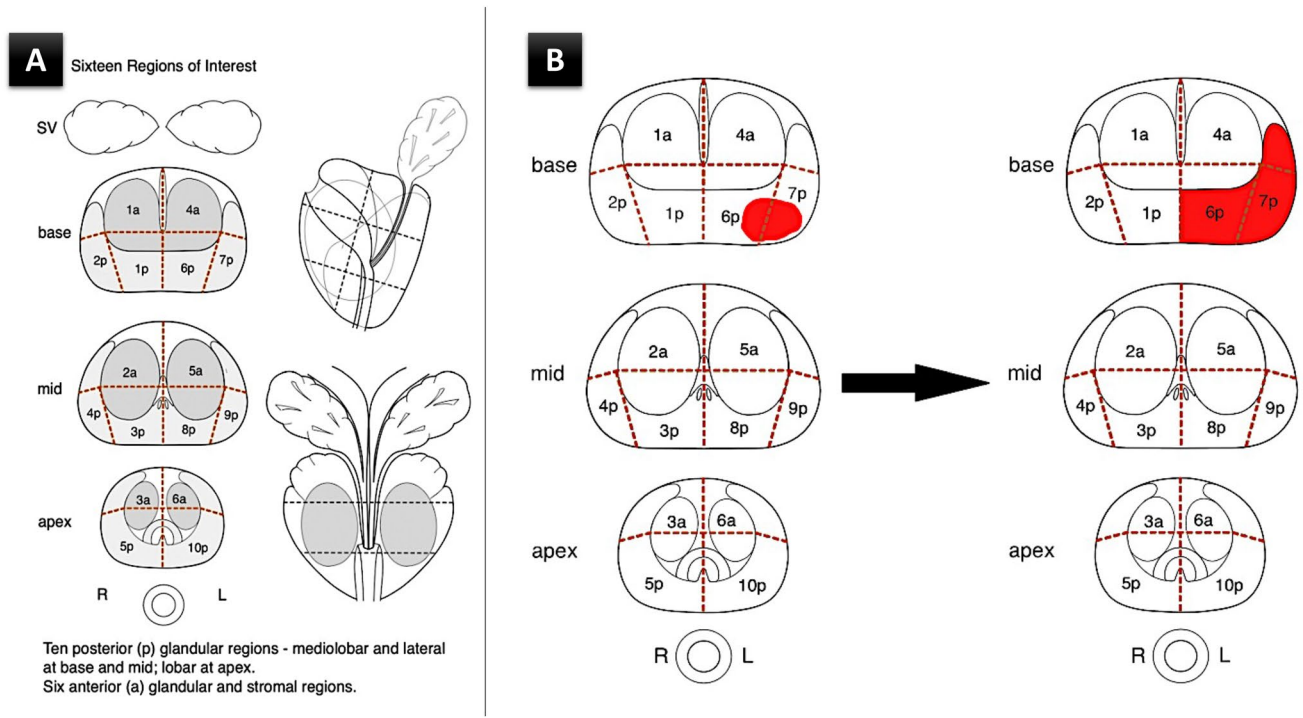 A
Sixteen Regions of Interest
SV
base
1a 4a
2p 1p 6p 7p
mid
2a 5a
4p 3p 8p 9p
apex
3a 6a
5p 10p
R L
Ten posterior (p) glandular regions - mediolobar and lateral
at base and mid; lobar at apex.
Six anterior (a) glandular and stromal regions.
B
base
1a 4a
2p 1p 6p 7p
mid
2a 5a
4p 3p 8p 9p
apex
3a 6a
5p 10p
R L
base
1a 4a
2p 1p 6p 7p
mid
2a 5a
4p 3p 8p 9p
apex
3a 6a
5p 10p
R L